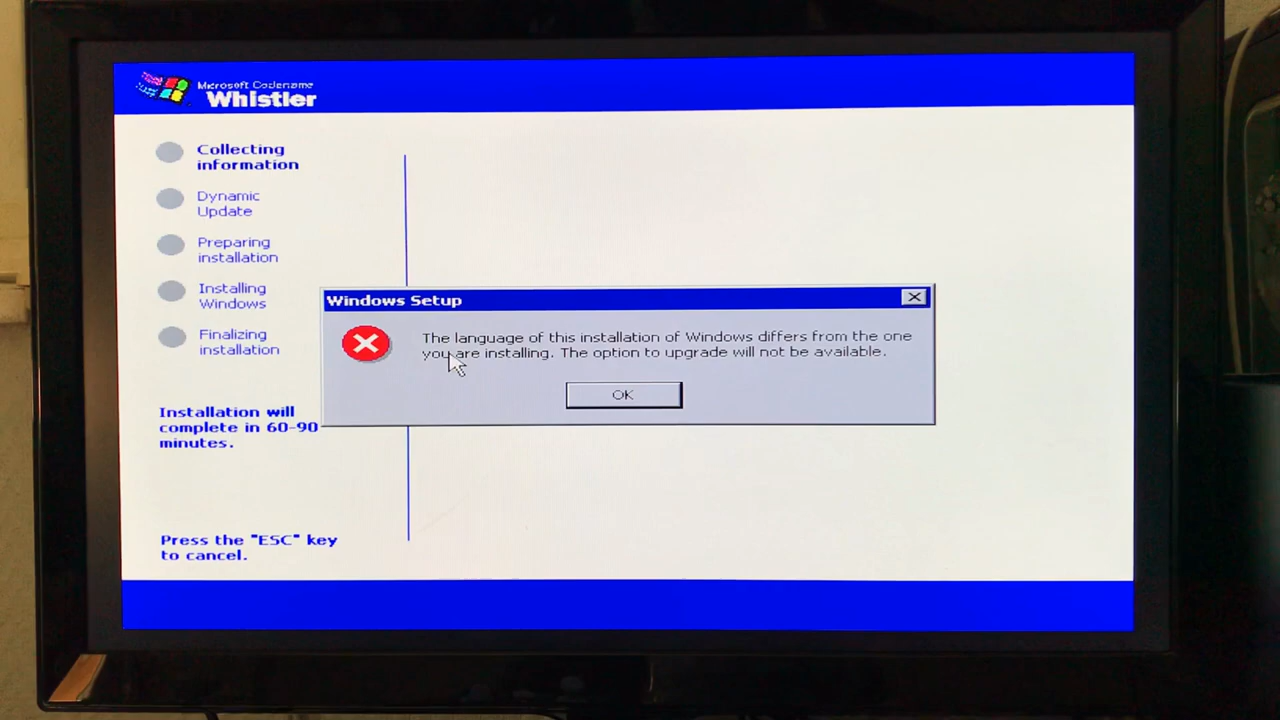 Microsoft Codename
Whistler
Collecting
information
Dynamic
Update
Preparing
installation
Installing
Windows
Finalizing
installation
Installation will
complete in 60-90
minutes.
Press the "ESC" key
to cancel.
Windows Setup
The language of this installation of Windows differs from the one
you are installing. The option to upgrade will not be available.
OK